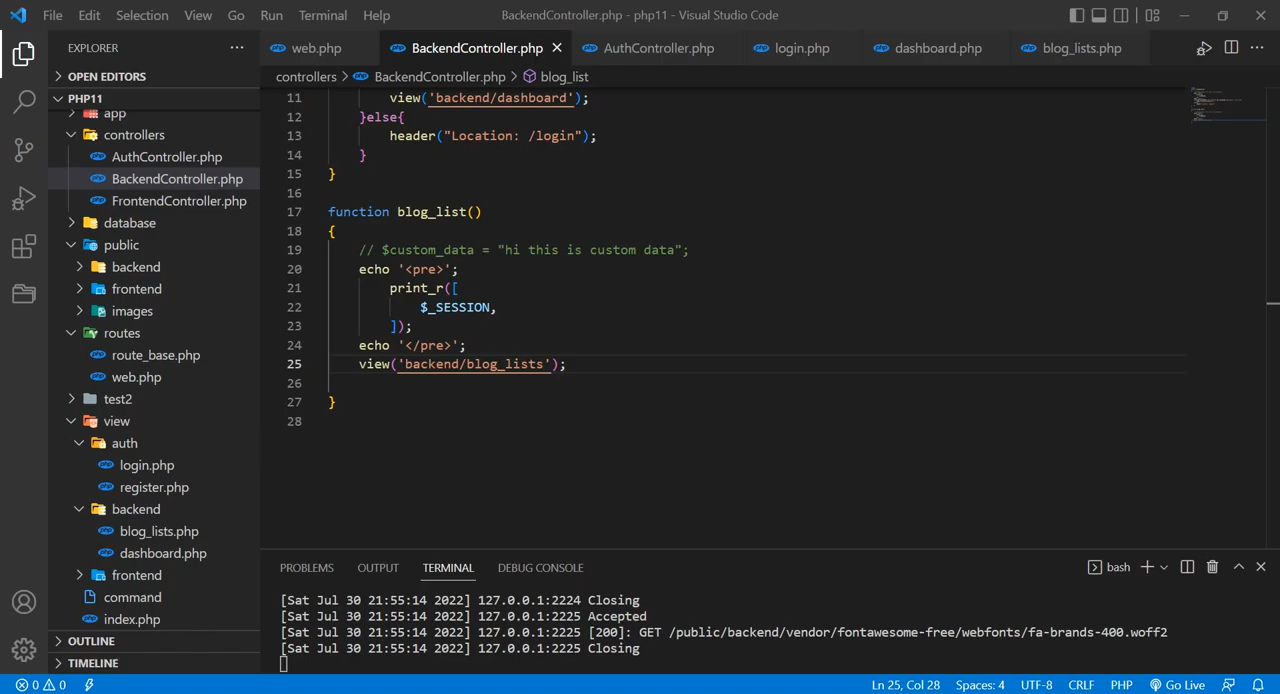 File Edit Selection View Go Run Terminal Help BackendController.php - php11 - Visual Studio Code
EXPLORER
OPEN EDITORS
PHP11
app
controllers
AuthController.php
BackendController.php
FrontendController.php
database
public
backend
frontend
images
routes
route_base.php
web.php
test2
view
auth
login.php
register.php
backend
blog_lists.php
dashboard.php
frontend
command
index.php
OUTLINE
TIMELINE
web.php BackendController.php AuthController.php login.php dashboard.php blog_lists.php
controllers > BackendController.php > blog_list
11 view('backend/dashboard');
12 }else{
13 header("Location: /login");
14 }
15 }
16
17 function blog_list()
18 {
19 // $custom_data = "hi this is custom data";
20 echo '<pre>';
21 print_r([
22 $_SESSION,
23 ]);
24 echo '</pre>';
25 view('backend/blog_lists');
26
27 }
28
PROBLEMS OUTPUT TERMINAL DEBUG CONSOLE bash
[Sat Jul 30 21:55:14 2022] 127.0.0.1:2224 Closing
[Sat Jul 30 21:55:14 2022] 127.0.0.1:2225 Accepted
[Sat Jul 30 21:55:14 2022] 127.0.0.1:2225 [200]: GET /public/backend/vendor/fontawesome-free/webfonts/fa-brands-400.woff2
[Sat Jul 30 21:55:14 2022] 127.0.0.1:2225 Closing
0 0 Ln 25, Col 28 Spaces: 4 UTF-8 CRLF PHP Go Live